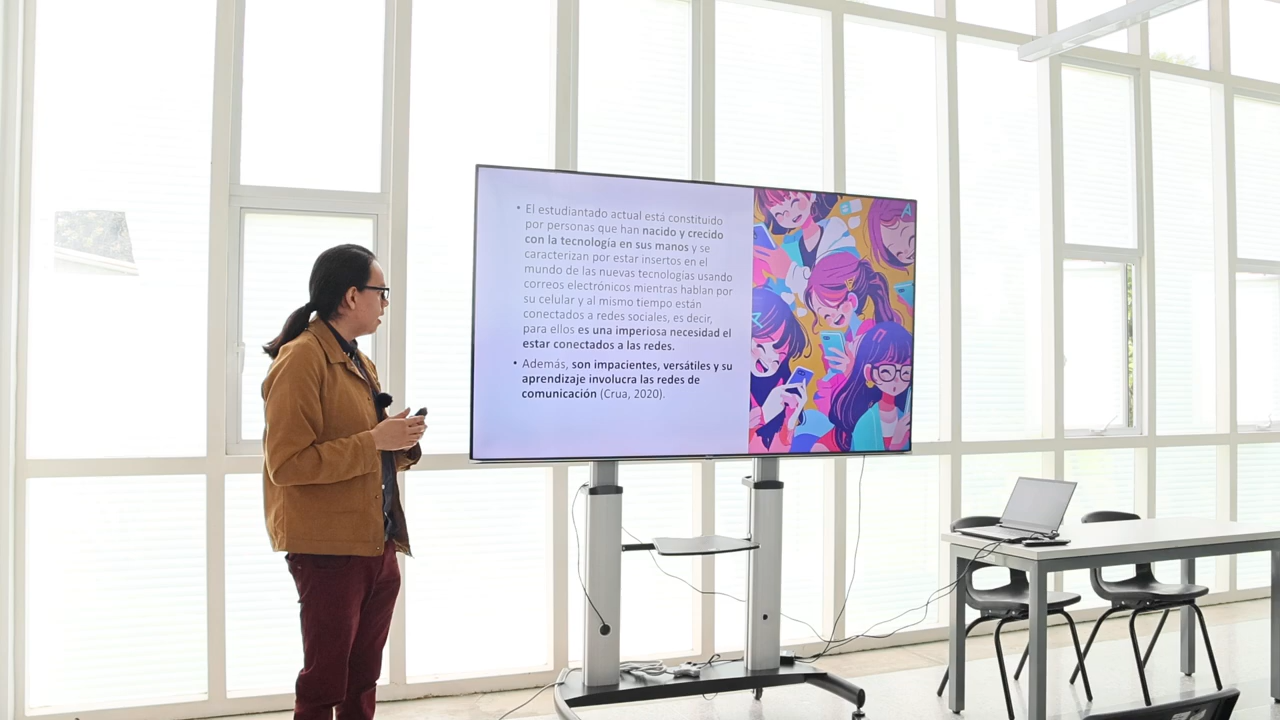 • El estudiantado actual está constituido
por personas que han nacido y crecido
con la tecnología en sus manos y se
caracterizan por estar insertos en el
mundo de las nuevas tecnologías usando
correos electrónicos mientras hablan por
su celular y al mismo tiempo están
conectados a redes sociales, es decir,
para ellos es una imperiosa necesidad el
estar conectados a las redes.
• Además, son impacientes, versátiles y su
aprendizaje involucra las redes de
comunicación (Crua, 2020).